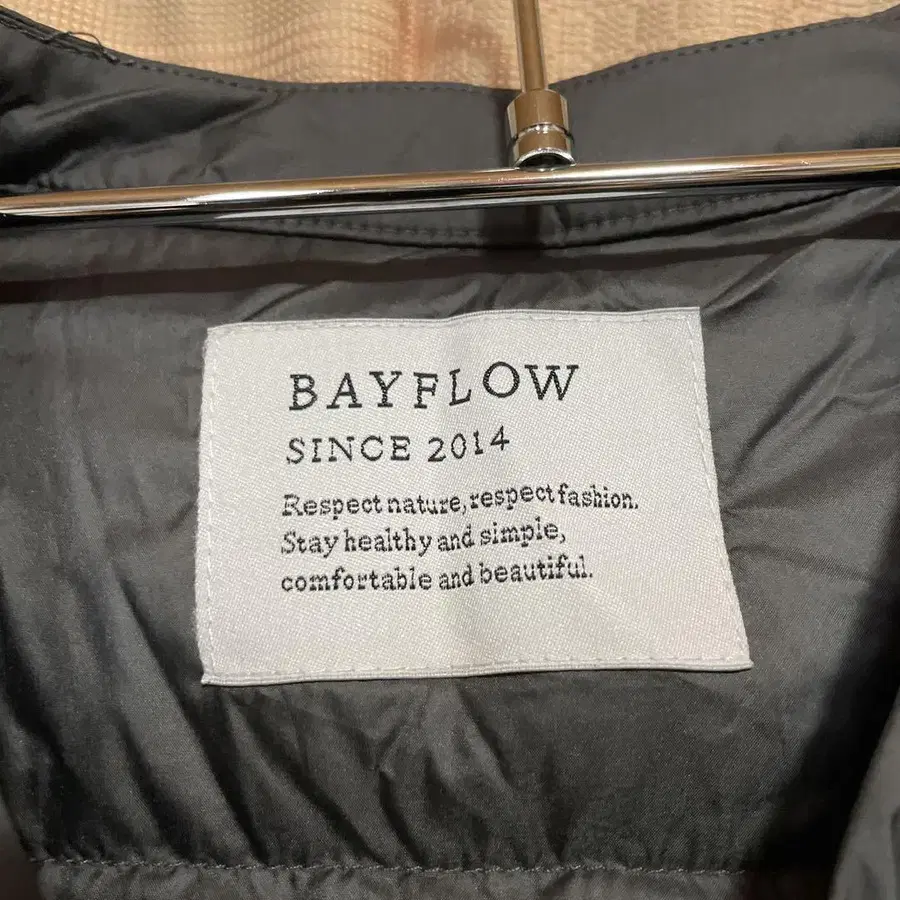 BAYFLOW
SINCE 2014
Respect nature, respect fashion.
Stay healthy and simple,
comfortable and beautiful.